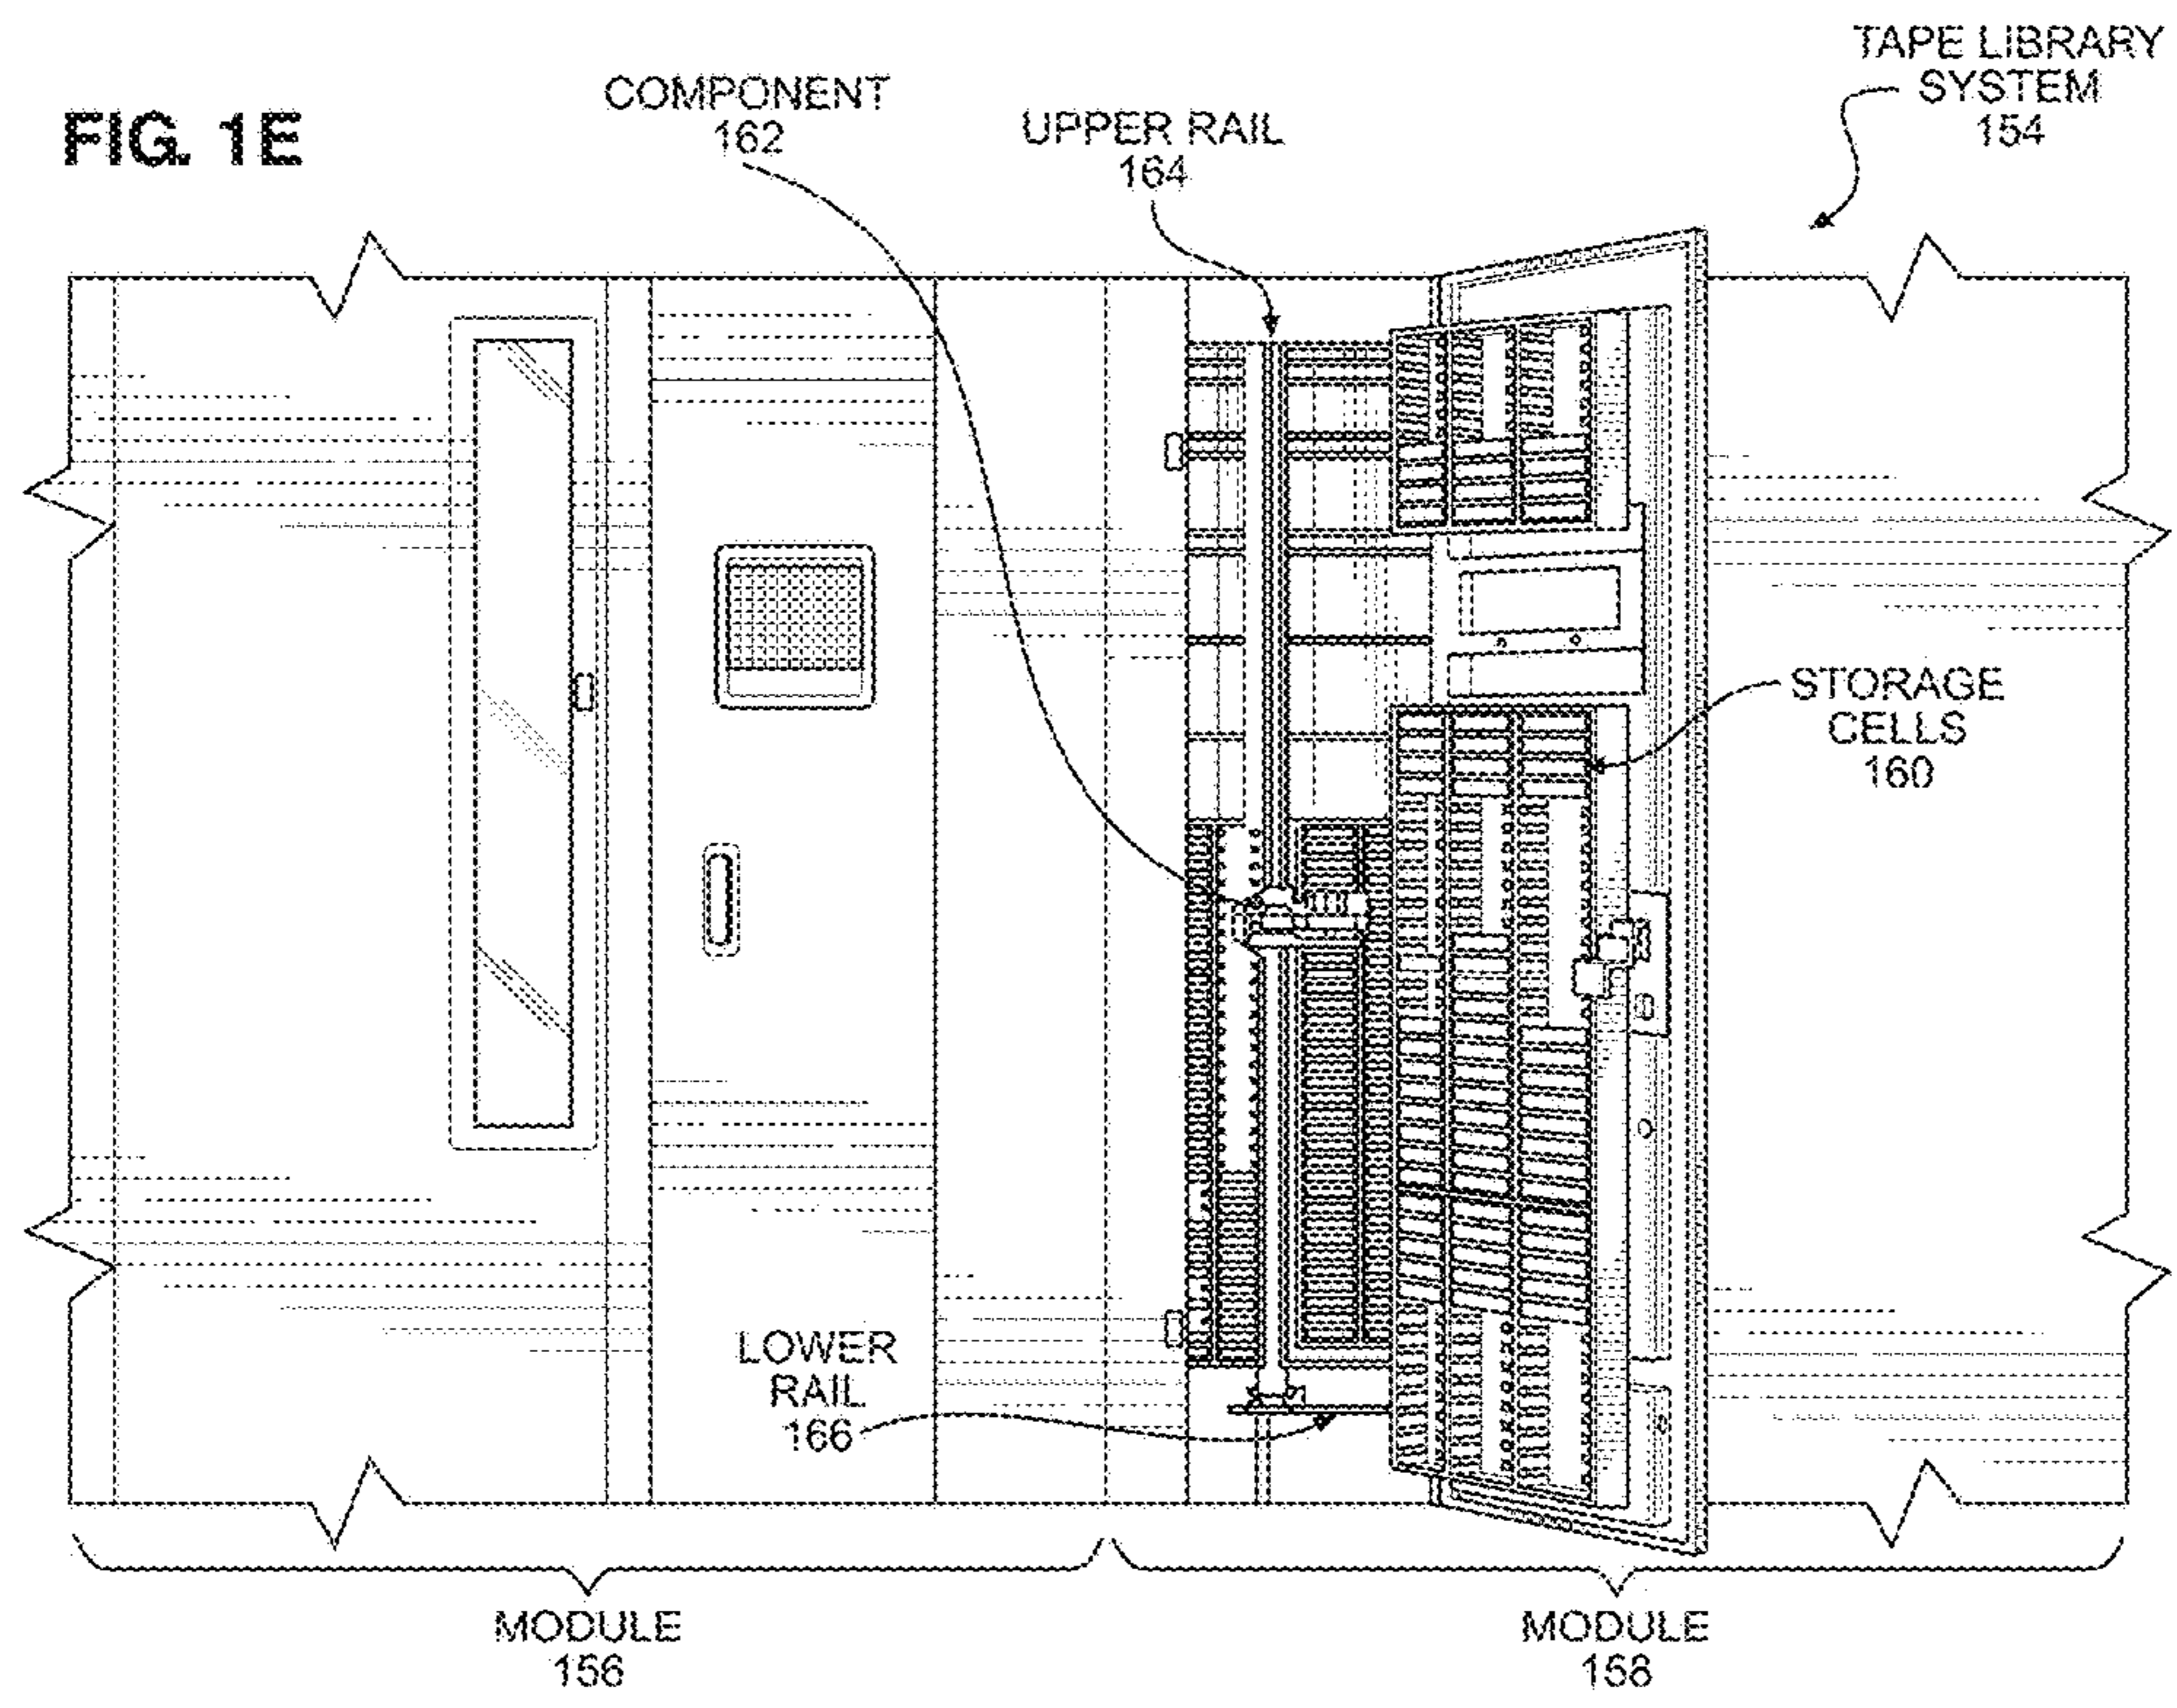 FIG. 1E
COMPONENT
162
UPPER RAIL
164
TAPE LIBRARY
SYSTEM
154
STORAGE
CELLS
160
LOWER
RAIL
166
MODULE
156
MODULE
158